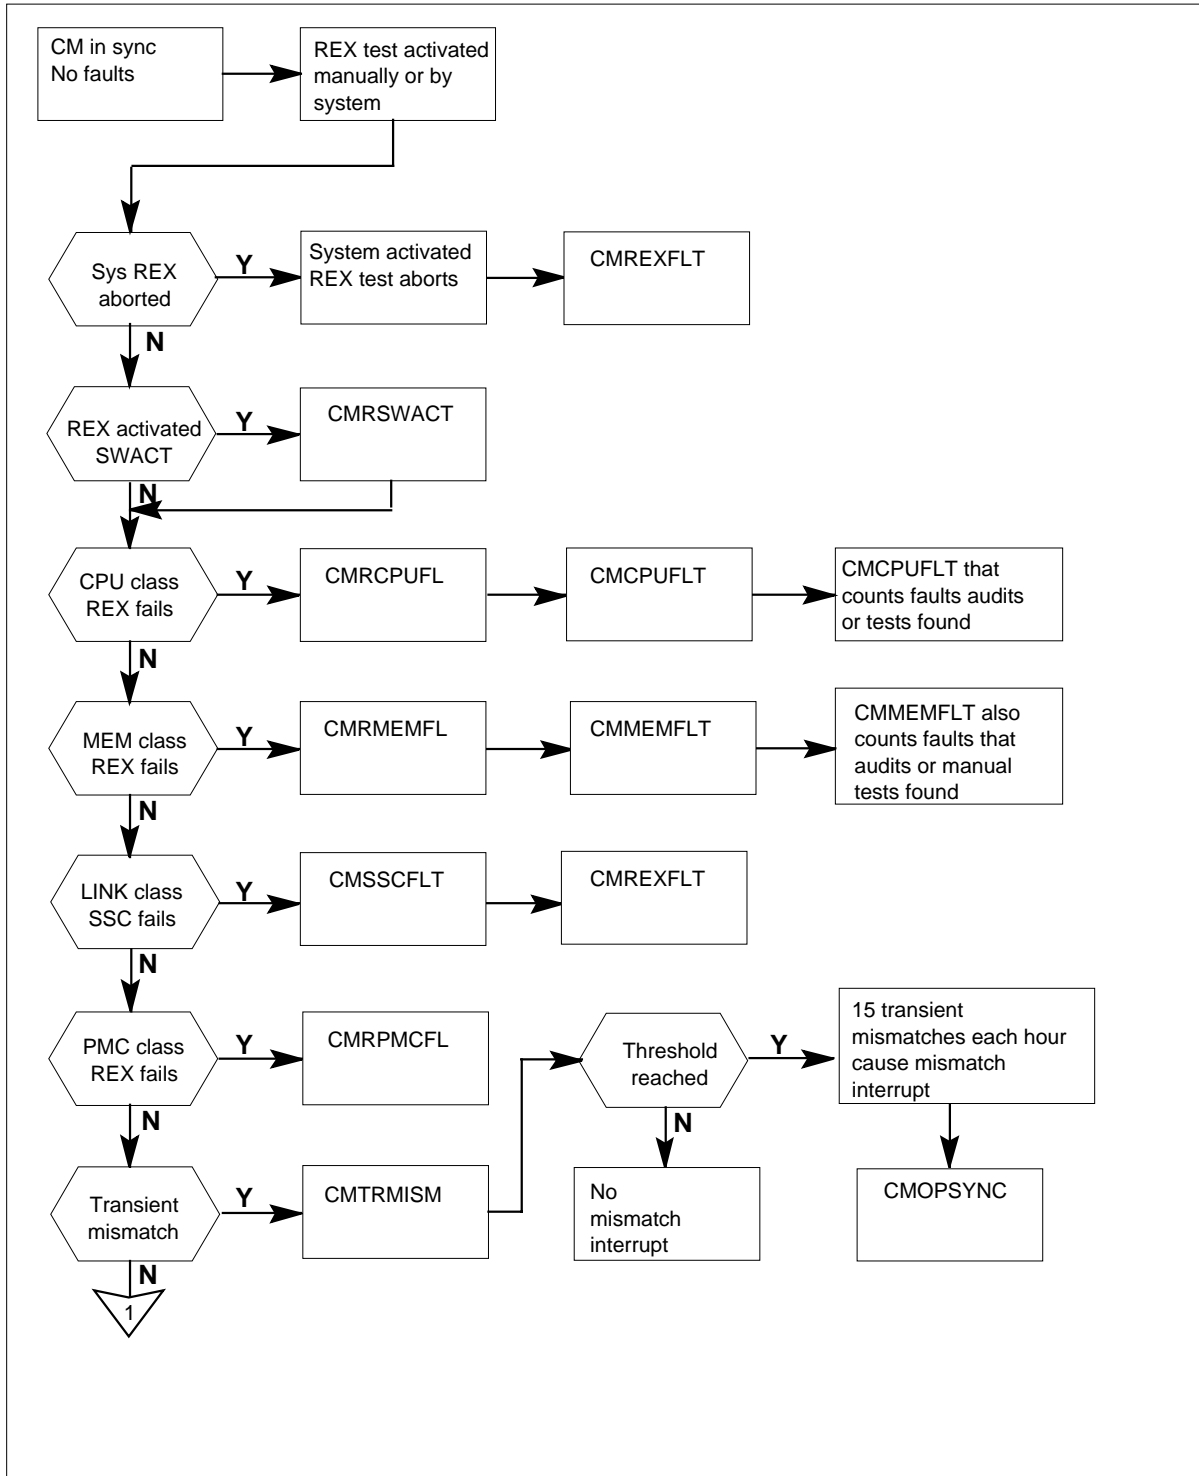 CM in sync
No faults
REX test activated
manually or by
system
Sys REX
aborted
Y
System activated
REX test aborts
CMREXFLT
N
REX activated
SWACT
Y
CMRSWACT
N
CPU class
REX fails
Y
CMRCPUFL
CMCPUFLT
CMCPUFLT that
counts faults audits
or tests found
N
MEM class
REX fails
Y
CMRMEMFL
CMMEMFLT
CMMEMFLT also
counts faults that
audits or manual
tests found
N
LINK class
SSC fails
Y
CMSSCFLT
CMREXFLT
N
PMC class
REX fails
Y
CMRPMCFL
Threshold
reached
Y
15 transient
mismatches each hour
cause mismatch
interrupt
N
N
Transient
mismatch
Y
CMTRMISM
No
mismatch
interrupt
CMOPSYNC
N
1